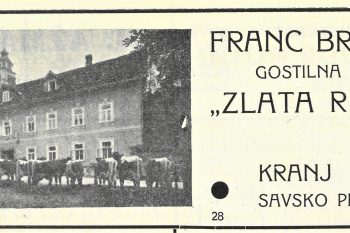 FRANC BR
GOSTILNA
„ZLATA R
KRANJ
SAVSKO P
28